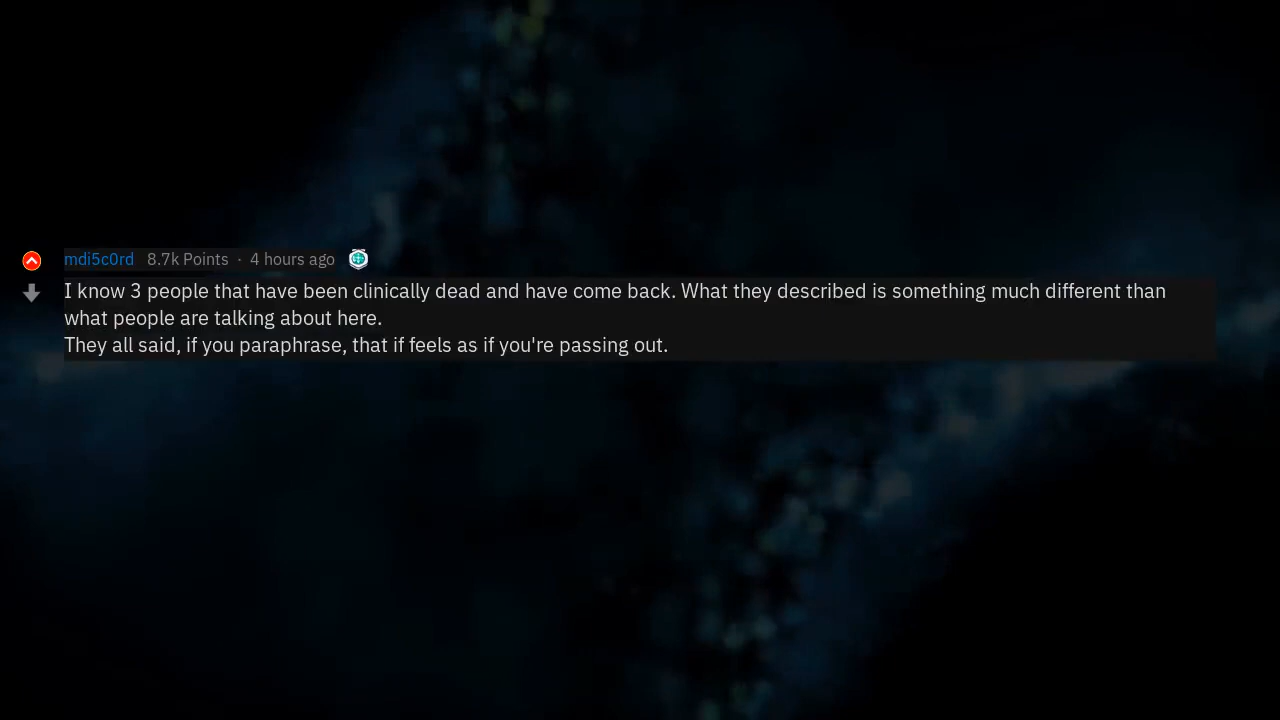 mdi5c0rd 8.7k Points · 4 hours ago
I know 3 people that have been clinically dead and have come back. What they described is something much different than
what people are talking about here.
They all said, if you paraphrase, that if feels as if you're passing out.